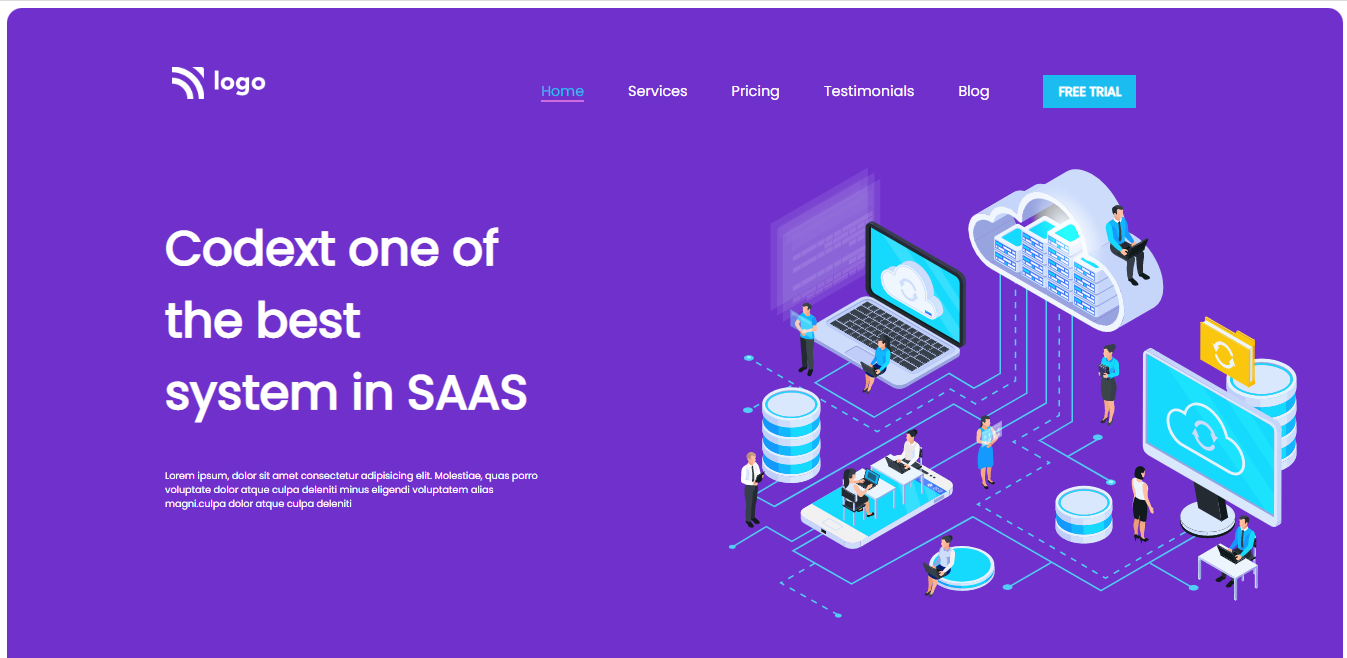 logo
Home Services Pricing Testimonials Blog FREE TRIAL
Codext one of
the best
system in SAAS
Lorem ipsum, dolor sit amet consectetur adipisicing elit. Molestiae, quas porro
voluptate dolor atque culpa deleniti minus eligendi voluptatem alias
magni.culpa dolor atque culpa deleniti